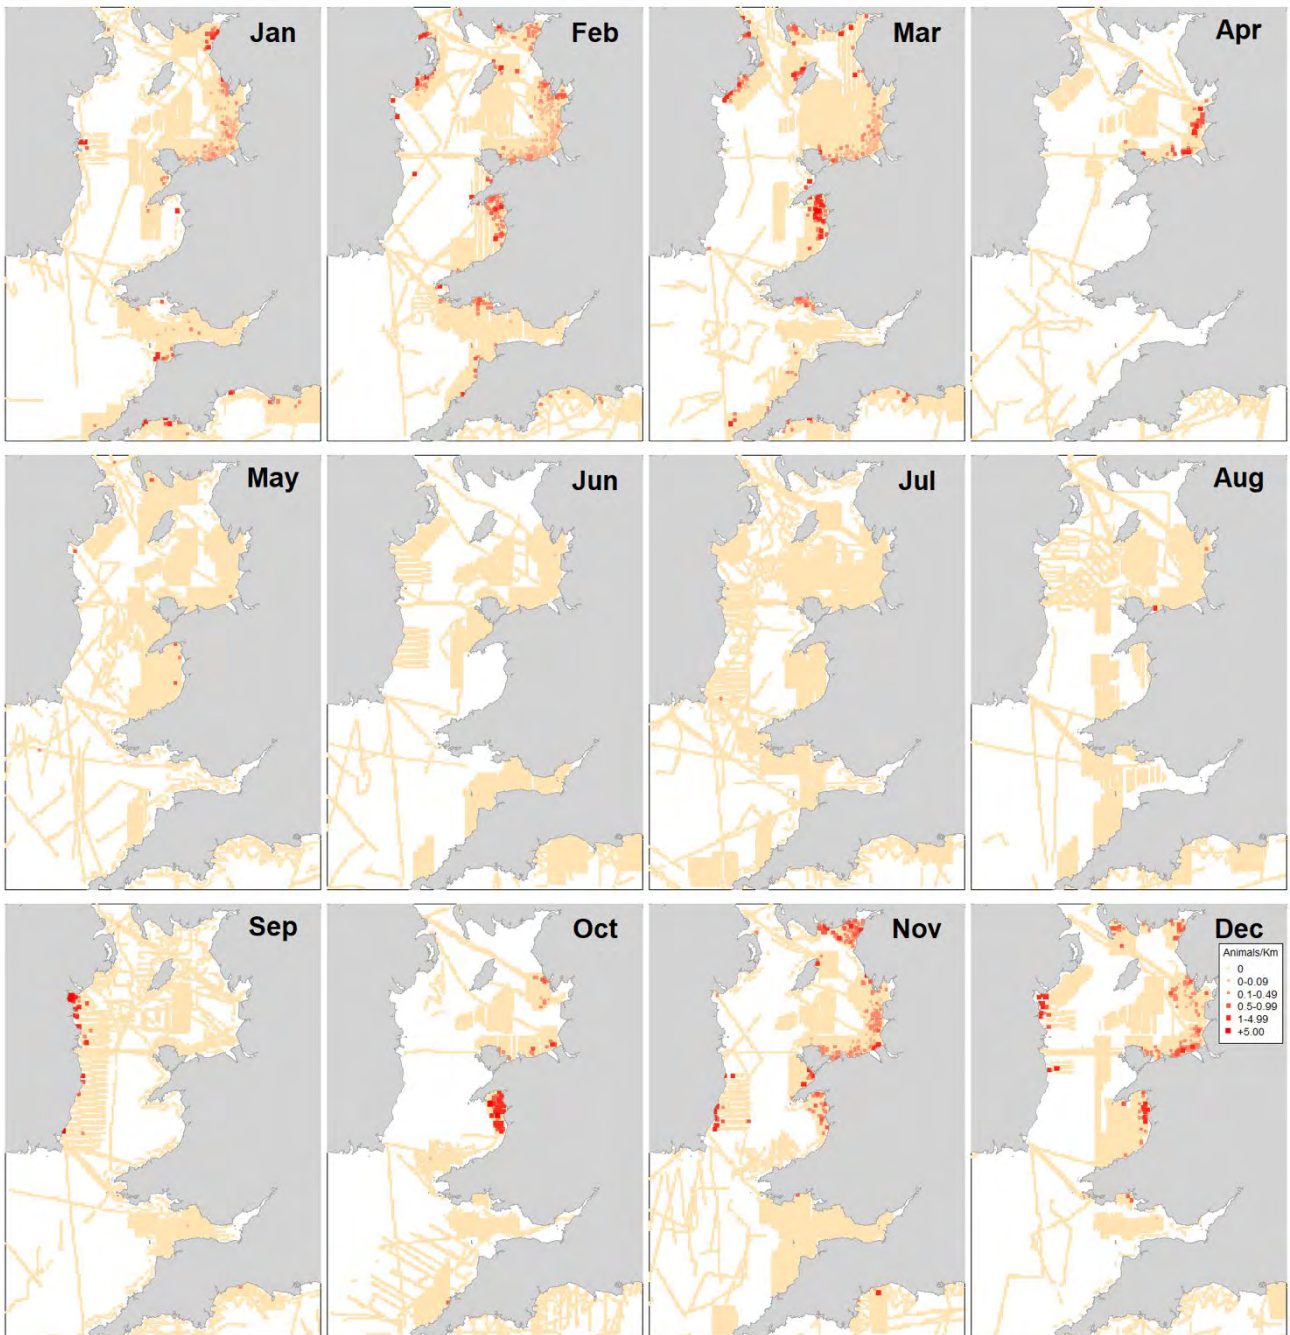 Jan
Feb
Mar
Apr
May
Jun
Jul
Aug
Sep
Oct
Nov
Dec
Animals/Km
0
0-0.09
0.1-0.49
0.5-0.99
1-4.99
+5.00